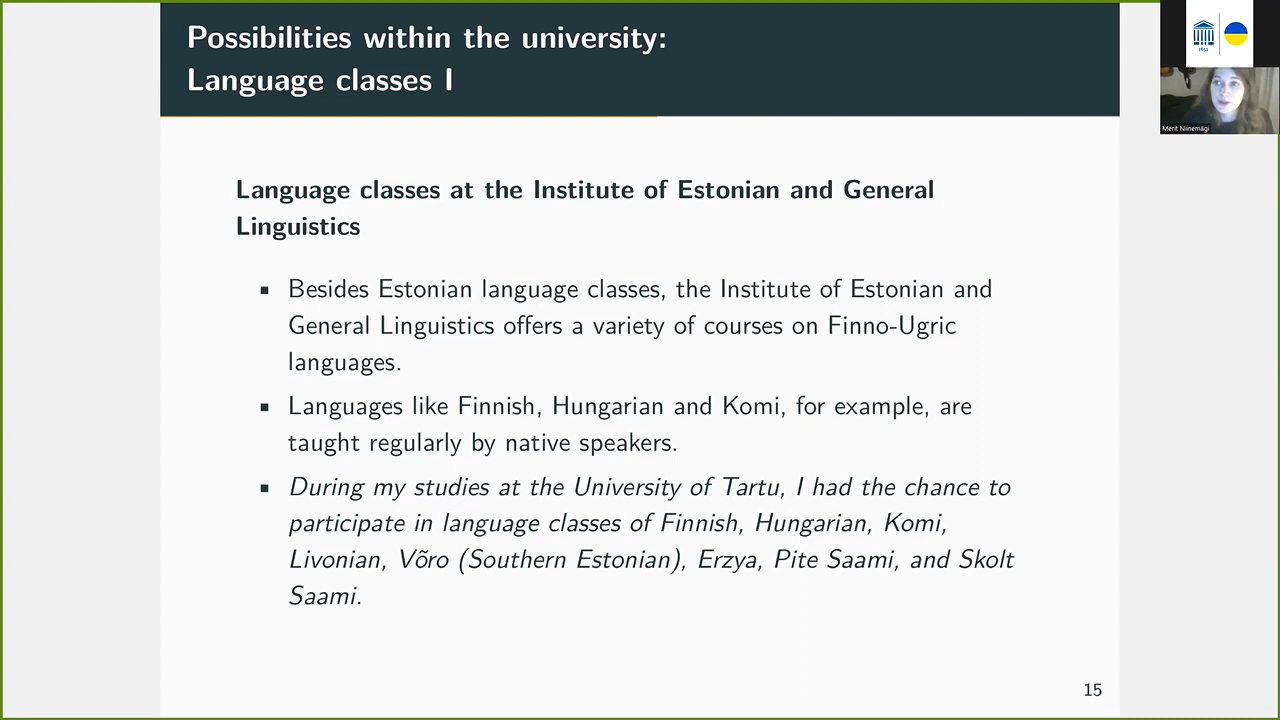 Possibilities within the university:
Language classes I
1632
Merit Niinemägi
Language classes at the Institute of Estonian and General
Linguistics
Besides Estonian language classes, the Institute of Estonian and
General Linguistics offers a variety of courses on Finno-Ugric
languages.
Languages like Finnish, Hungarian and Komi, for example, are
taught regularly by native speakers.
During my studies at the University of Tartu, I had the chance to
participate in language classes of Finnish, Hungarian, Komi,
Livonian, Võro (Southern Estonian), Erzya, Pite Saami, and Skolt
Saami.
15